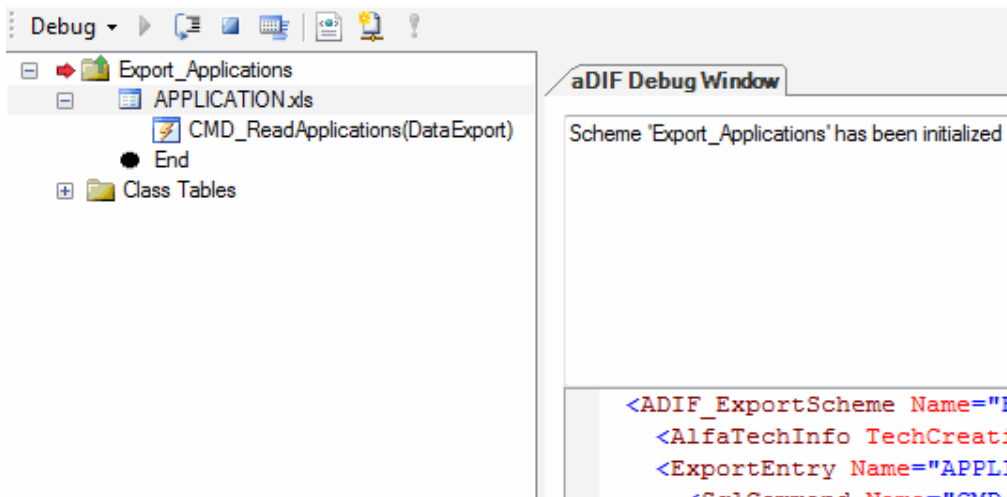 Debug
Export_Applications
APPLICATION.xls
CMD_ReadApplications(DataExport)
End
Class Tables
aDIF Debug Window
Scheme 'Export_Applications' has been initialized
<ADIF_ExportScheme Name="
<AlfaTechInfo TechCreati
<ExportEntry Name="APPL